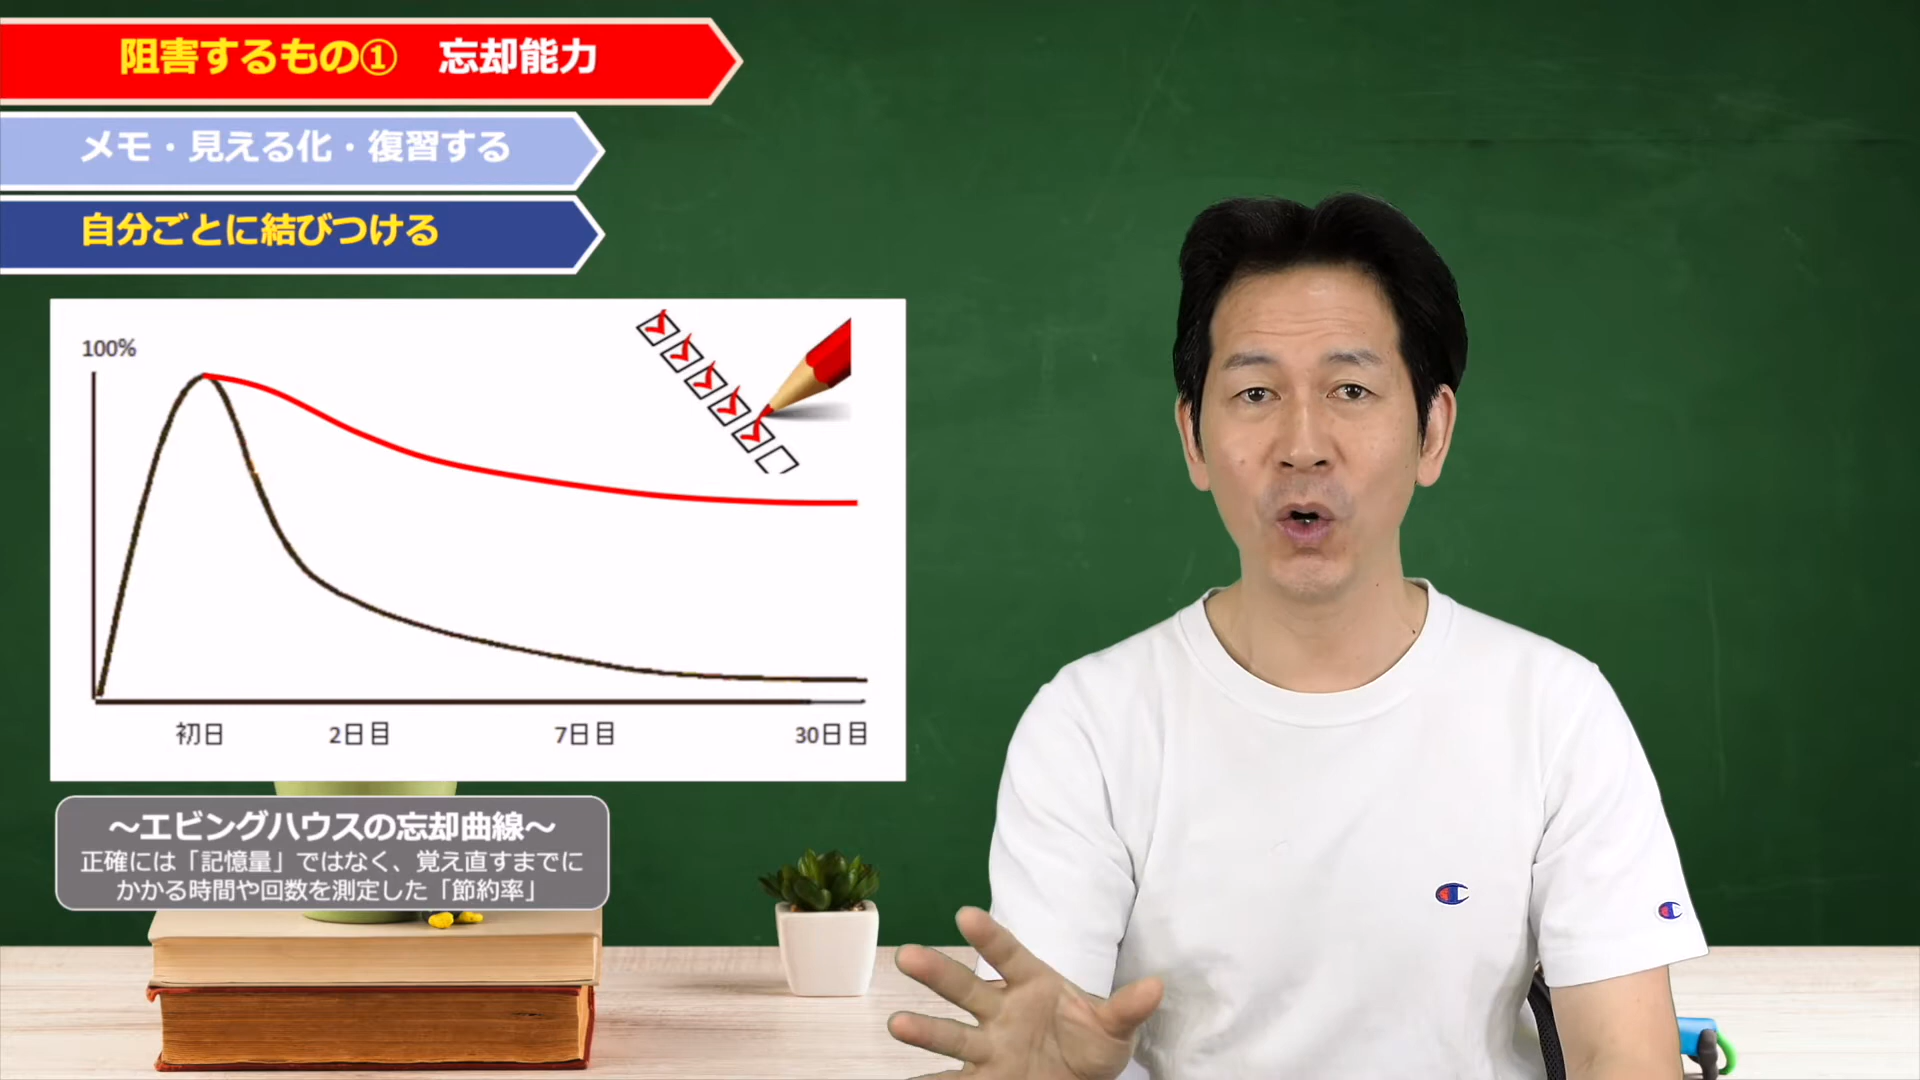 阻害するもの① 忘却能力
メモ・見える化・復習する
自分ごとに結びつける
100%
初日 2日目 7日目 30日目
～エビングハウスの忘却曲線～
正確には「記憶量」ではなく、覚え直すまでに
かかる時間や回数を測定した「節約率」